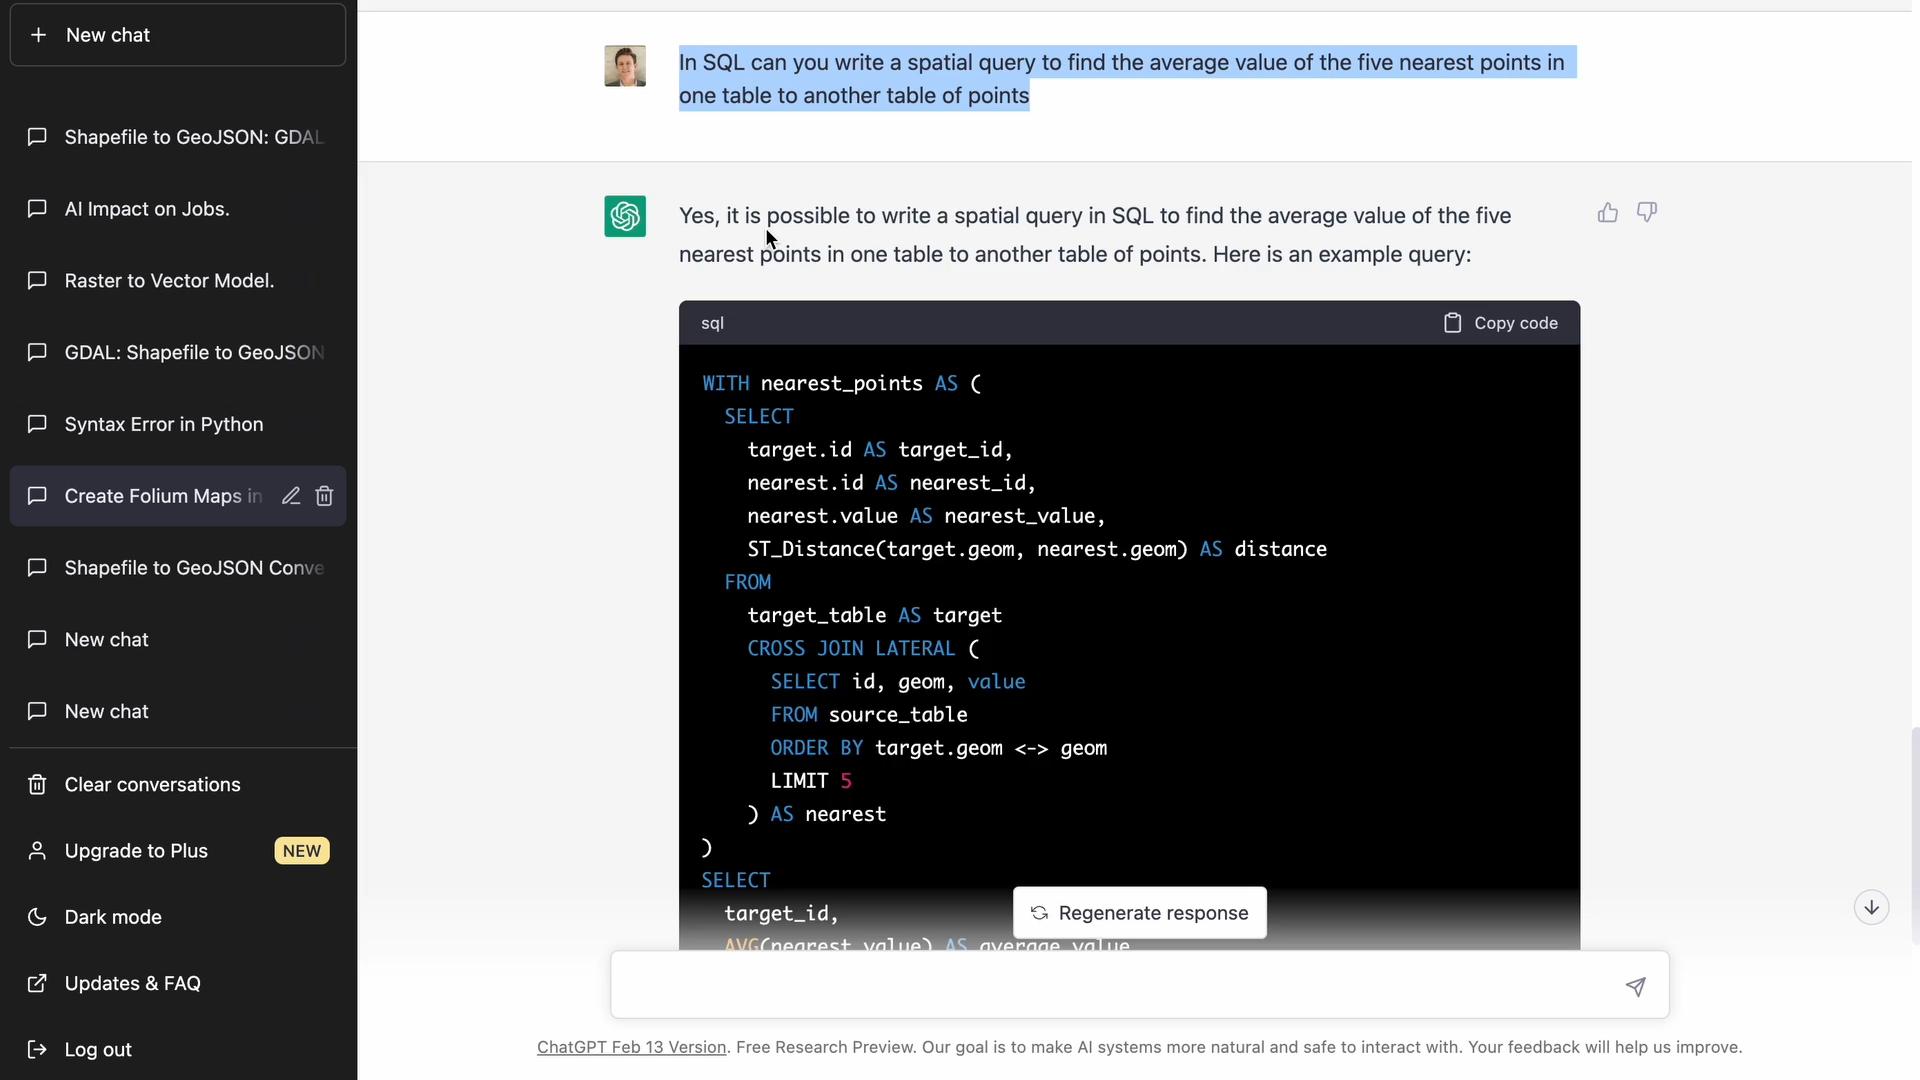 New chat
Shapefile to GeoJSON: GDAL
AI Impact on Jobs.
Raster to Vector Model.
GDAL: Shapefile to GeoJSON
Syntax Error in Python
Create Folium Maps in
Shapefile to GeoJSON Conve
New chat
New chat
Clear conversations
Upgrade to Plus NEW
Dark mode
Updates & FAQ
Log out
In SQL can you write a spatial query to find the average value of the five nearest points in
one table to another table of points
Yes, it is possible to write a spatial query in SQL to find the average value of the five
nearest points in one table to another table of points. Here is an example query:
sql Copy code
WITH nearest_points AS (
SELECT
target.id AS target_id,
nearest.id AS nearest_id,
nearest.value AS nearest_value,
ST_Distance(target.geom, nearest.geom) AS distance
FROM
target_table AS target
CROSS JOIN LATERAL (
SELECT id, geom, value
FROM source_table
ORDER BY target.geom <-> geom
LIMIT 5
) AS nearest
)
SELECT
target_id,
AVG(nearest_value) AS average_value
Regenerate response
ChatGPT Feb 13 Version. Free Research Preview. Our goal is to make AI systems more natural and safe to interact with. Your feedback will help us improve.